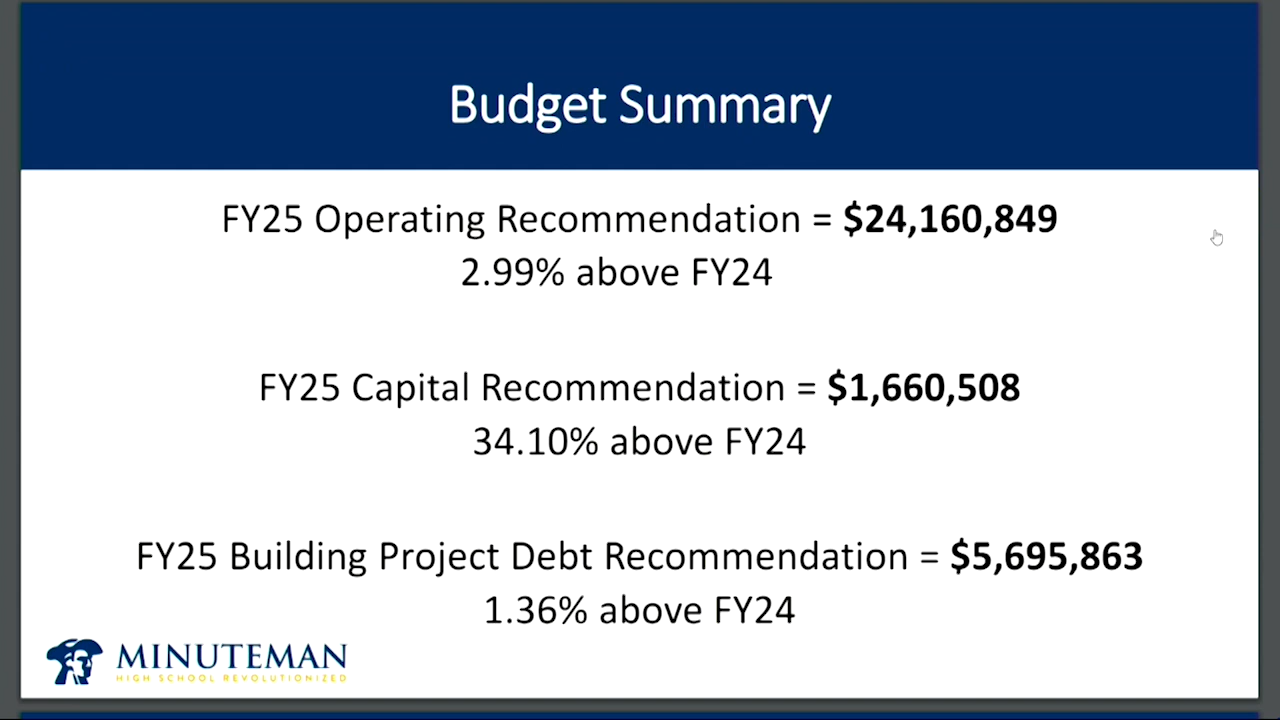 Budget Summary
FY25 Operating Recommendation = $24,160,849
2.99% above FY24
FY25 Capital Recommendation = $1,660,508
34.10% above FY24
FY25 Building Project Debt Recommendation = $5,695,863
1.36% above FY24
MINUTEMAN
HIGH SCHOOL REVOLUTIONIZED